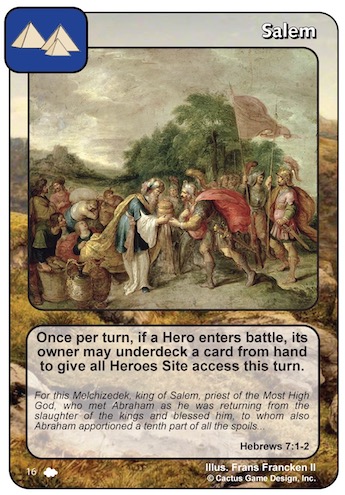 Salem
Once per turn, if a Hero enters battle, its
owner may underdeck a card from hand
to give all Heroes Site access this turn.
For this Melchizedek, king of Salem, priest of the Most High
God, who met Abraham as he was returning from the
slaughter of the kings and blessed him, to whom also
Abraham apportioned a tenth part of all the spoils...
Hebrews 7:1-2
Illus. Frans Francken II
16 © Cactus Game Design, Inc.